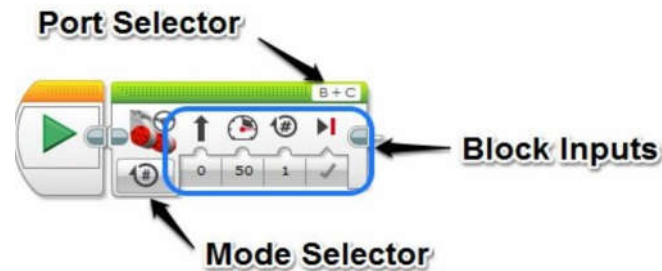 Port Selector
B + C
#
#
0 50 1
Block Inputs
Mode Selector